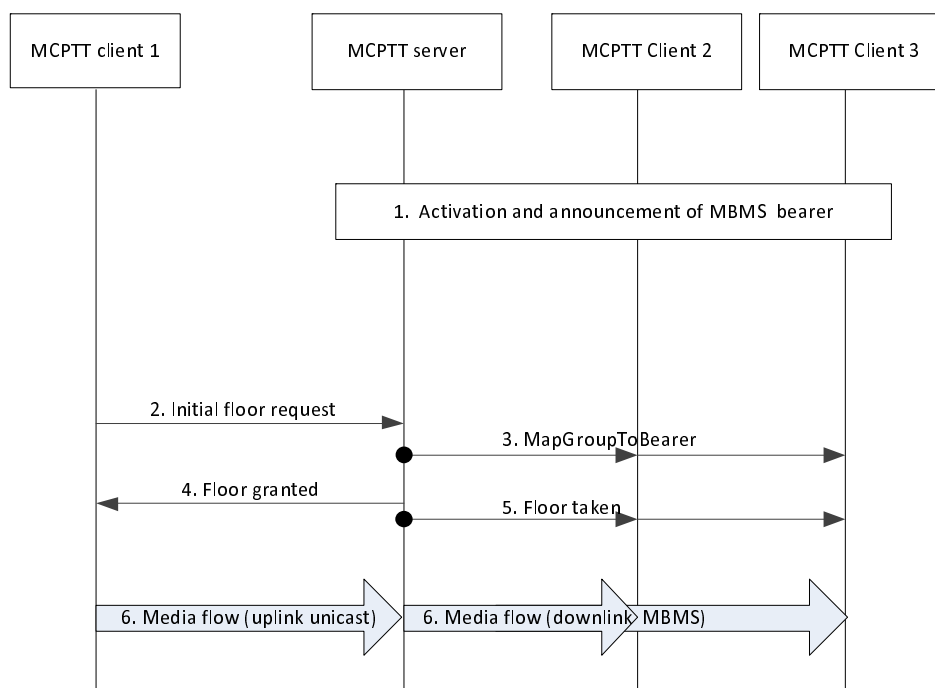 MCPTT client 1
MCPTT server
MCPTT Client 2
MCPTT Client 3
1. Activation and announcement of MBMS bearer
2. Initial floor request
3. MapGroupToBearer
4. Floor granted
5. Floor taken
6. Media flow (uplink unicast)
6. Media flow (downlink MBMS)